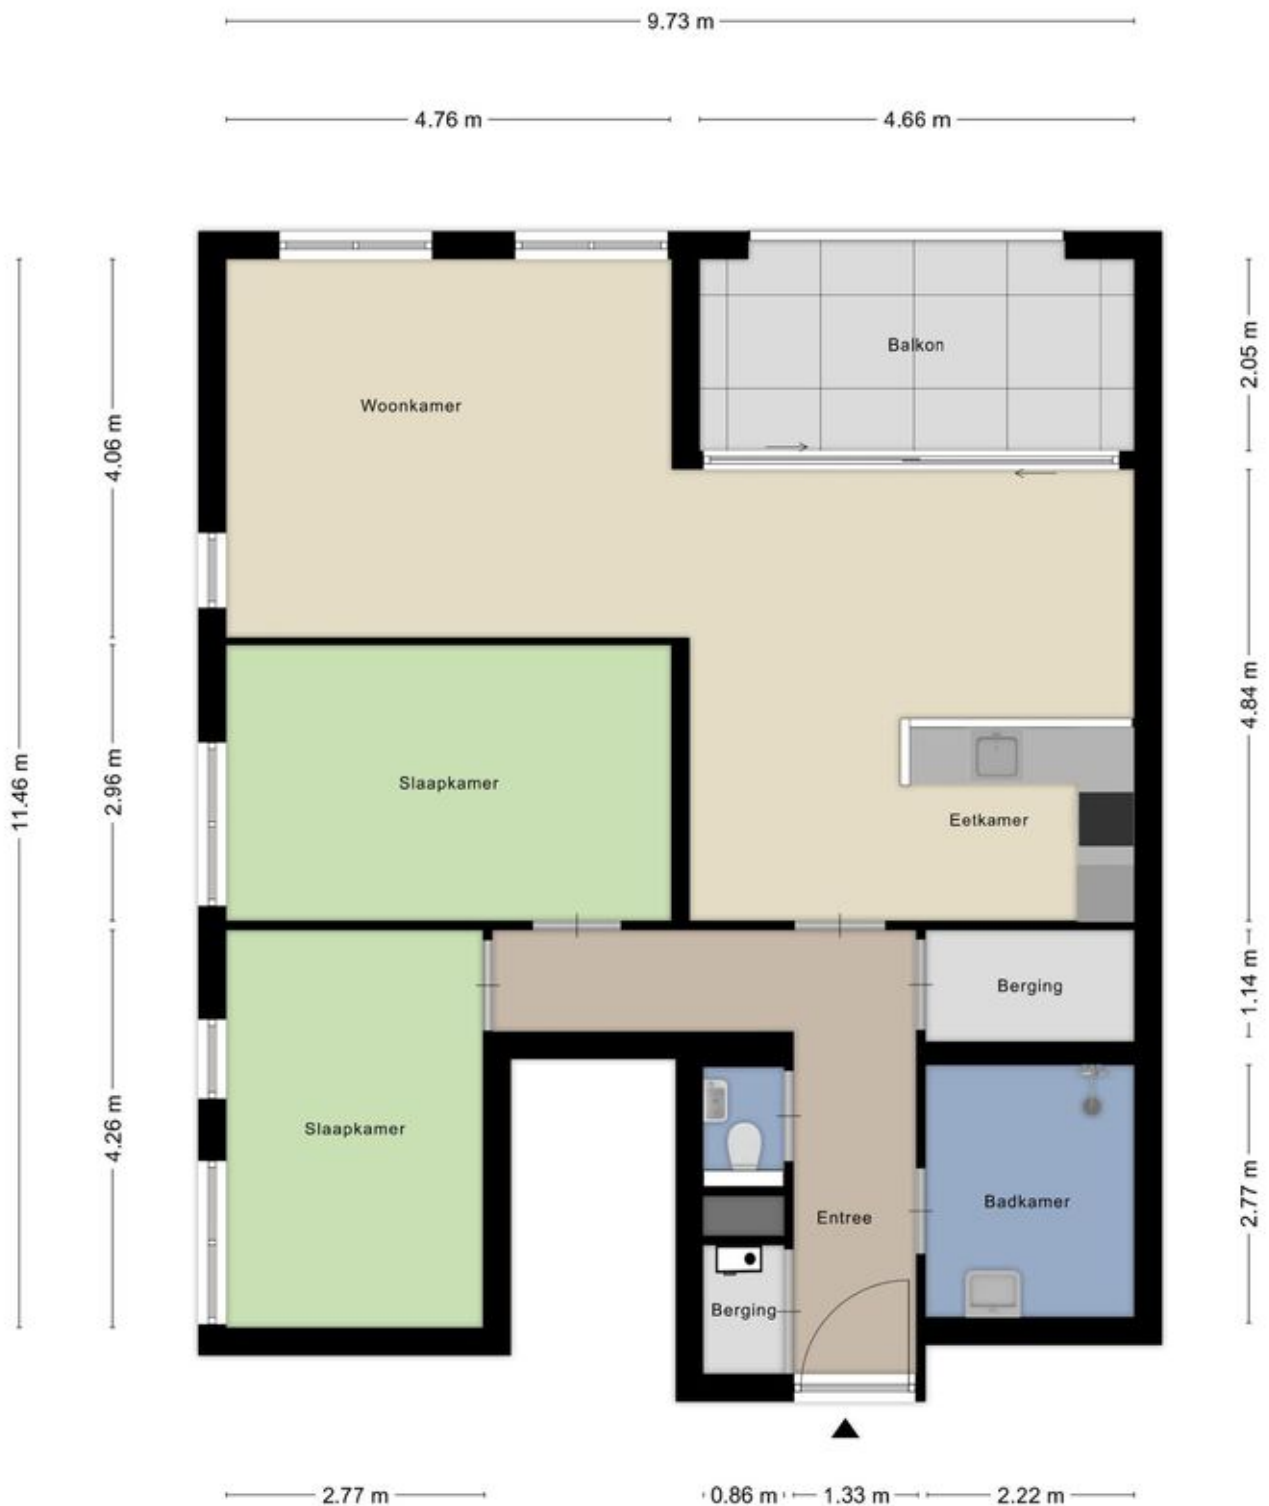 9.73 m
4.76 m
4.66 m
Balkon
2.05 m
Woonkamer
4.06 m
4.84 m
11.46 m
2.96 m
Slaapkamer
Eetkamer
Berging
1.14 m
4.26 m
Slaapkamer
Badkamer
2.77 m
Entree
Berging
2.77 m
0.86 m
1.33 m
2.22 m